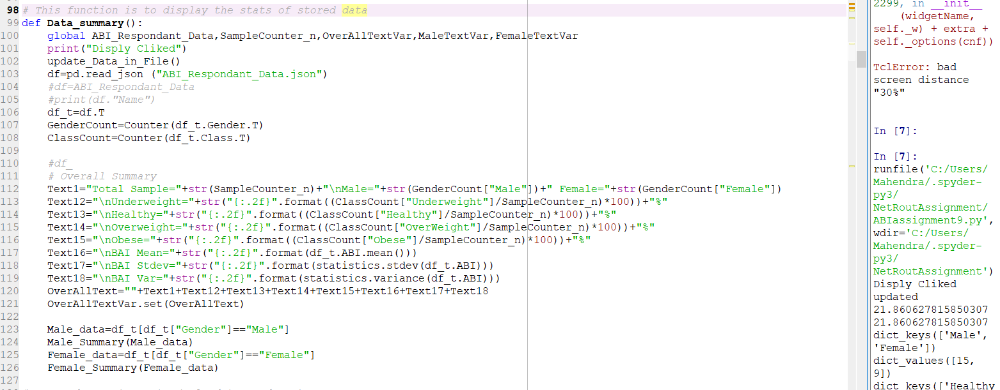 98 # This function is to display the stats of stored data
99 def Data_summary():
100 global ABI_Respondant_Data,SampleCounter_n,OverAllTextVar,MaleTextVar,FemaleTextVar
101 print("Disply Cliked")
102 update_Data_in_File()
103 df=pd.read_json ("ABI_Respondant_Data.json")
104 #df=ABI_Respondant_Data
105 #print(df."Name")
106 df_t=df.T
107 GenderCount=Counter(df_t.Gender.T)
108 ClassCount=Counter(df_t.Class.T)
109
110 #df_
111 # Overall Summary
112 Text1="Total Sample="+str(SampleCounter_n)+"\nMale="+str(GenderCount["Male"])+" Female="+str(GenderCount["Female"])
113 Text12="\nUnderweight="+str("{:.2f}".format((ClassCount["Underweight"]/SampleCounter_n)*100))+"%"
114 Text13="\nHealthy="+str("{:.2f}".format((ClassCount["Healthy"]/SampleCounter_n)*100))+"%"
115 Text14="\nOverweight="+str("{:.2f}".format((ClassCount["OverWeight"]/SampleCounter_n)*100))+"%"
116 Text15="\nObese="+str("{:.2f}".format((ClassCount["Obese"]/SampleCounter_n)*100))+"%"
117 Text16="\nBAI Mean="+str("{:.2f}".format(df_t.ABI.mean()))
118 Text17="\nBAI Stdev="+str("{:.2f}".format(statistics.stdev(df_t.ABI)))
119 Text18="\nBAI Var="+str("{:.2f}".format(statistics.variance(df_t.ABI)))
120 OverAllText=""+Text1+Text12+Text13+Text14+Text15+Text16+Text17+Text18
121 OverAllTextVar.set(OverAllText)
122
123 Male_data=df_t[df_t["Gender"]=="Male"]
124 Male_Summary(Male_data)
125 Female_data=df_t[df_t["Gender"]=="Female"]
126 Female_Summary(Female_data)
127
2299, in __init__
(widgetName,
self._w) + extra +
self._options(cnf))
TclError: bad
screen distance
"30%"
In [7]:
In [7]:
runfile('C:/Users/
Mahendra/.spyder-
py3/
NetRoutAssignment/
ABIassignment9.py',
wdir='C:/Users/
Mahendra/.spyder-
py3/
NetRoutAssignment')
Disply Cliked
updated
21.860627815850307
21.860627815850307
dict_keys(['Male',
'Female'])
dict_values([15,
9])
dict_keys(['Healthy